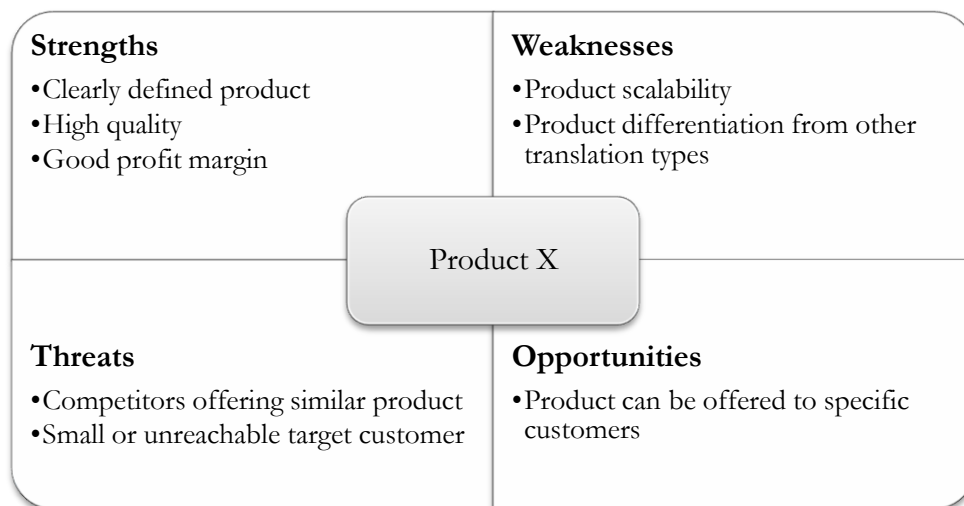 Strengths
•Clearly defined product
•High quality
•Good profit margin
Weaknesses
•Product scalability
•Product differentiation from other
translation types
Product X
Threats
•Competitors offering similar product
•Small or unreachable target customer
Opportunities
•Product can be offered to specific
customers